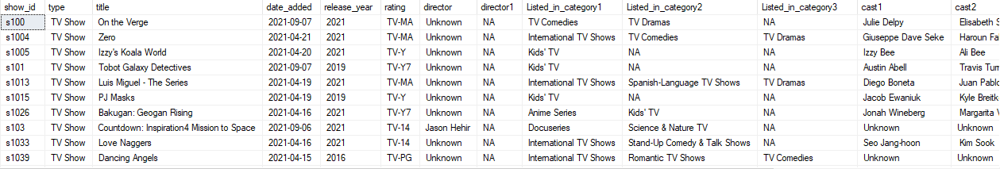 show_id type title date_added release_year rating director director1 Listed_in_category1 Listed_in_category2 Listed_in_category3 cast1 cast2
s100 TV Show On the Verge 2021-09-07 2021 TV-MA Unknown NA TV Comedies TV Dramas NA Julie Delpy Elisabeth S
s1004 TV Show Zero 2021-04-21 2021 TV-MA Unknown NA International TV Shows TV Comedies TV Dramas Giuseppe Dave Seke Haroun Fa
s1005 TV Show Izzy's Koala World 2021-04-20 2021 TV-Y Unknown NA Kids' TV NA NA Izzy Bee Ali Bee
s101 TV Show Tobot Galaxy Detectives 2021-09-07 2019 TV-Y7 Unknown NA Kids' TV NA NA Austin Abell Travis Turn
s1013 TV Show Luis Miguel - The Series 2021-04-19 2021 TV-MA Unknown NA International TV Shows Spanish-Language TV Shows TV Dramas Diego Boneta Juan Pablo
s1015 TV Show PJ Masks 2021-04-19 2019 TV-Y Unknown NA Kids' TV NA NA Jacob Ewaniuk Kyle Breitk
s1026 TV Show Bakugan: Geogan Rising 2021-04-16 2021 TV-Y7 Unknown NA Anime Series Kids' TV NA Jonah Wineberg Margarita
s103 TV Show Countdown: Inspiration4 Mission to Space 2021-09-06 2021 TV-14 Jason Hehir NA Docuseries Science & Nature TV NA Unknown Unknown
s1033 TV Show Love Naggers 2021-04-16 2021 TV-14 Unknown NA International TV Shows Stand-Up Comedy & Talk Shows NA Seo Jang-hoon Kim Sook
s1039 TV Show Dancing Angels 2021-04-15 2016 TV-PG Unknown NA International TV Shows Romantic TV Shows TV Comedies Unknown Unknown